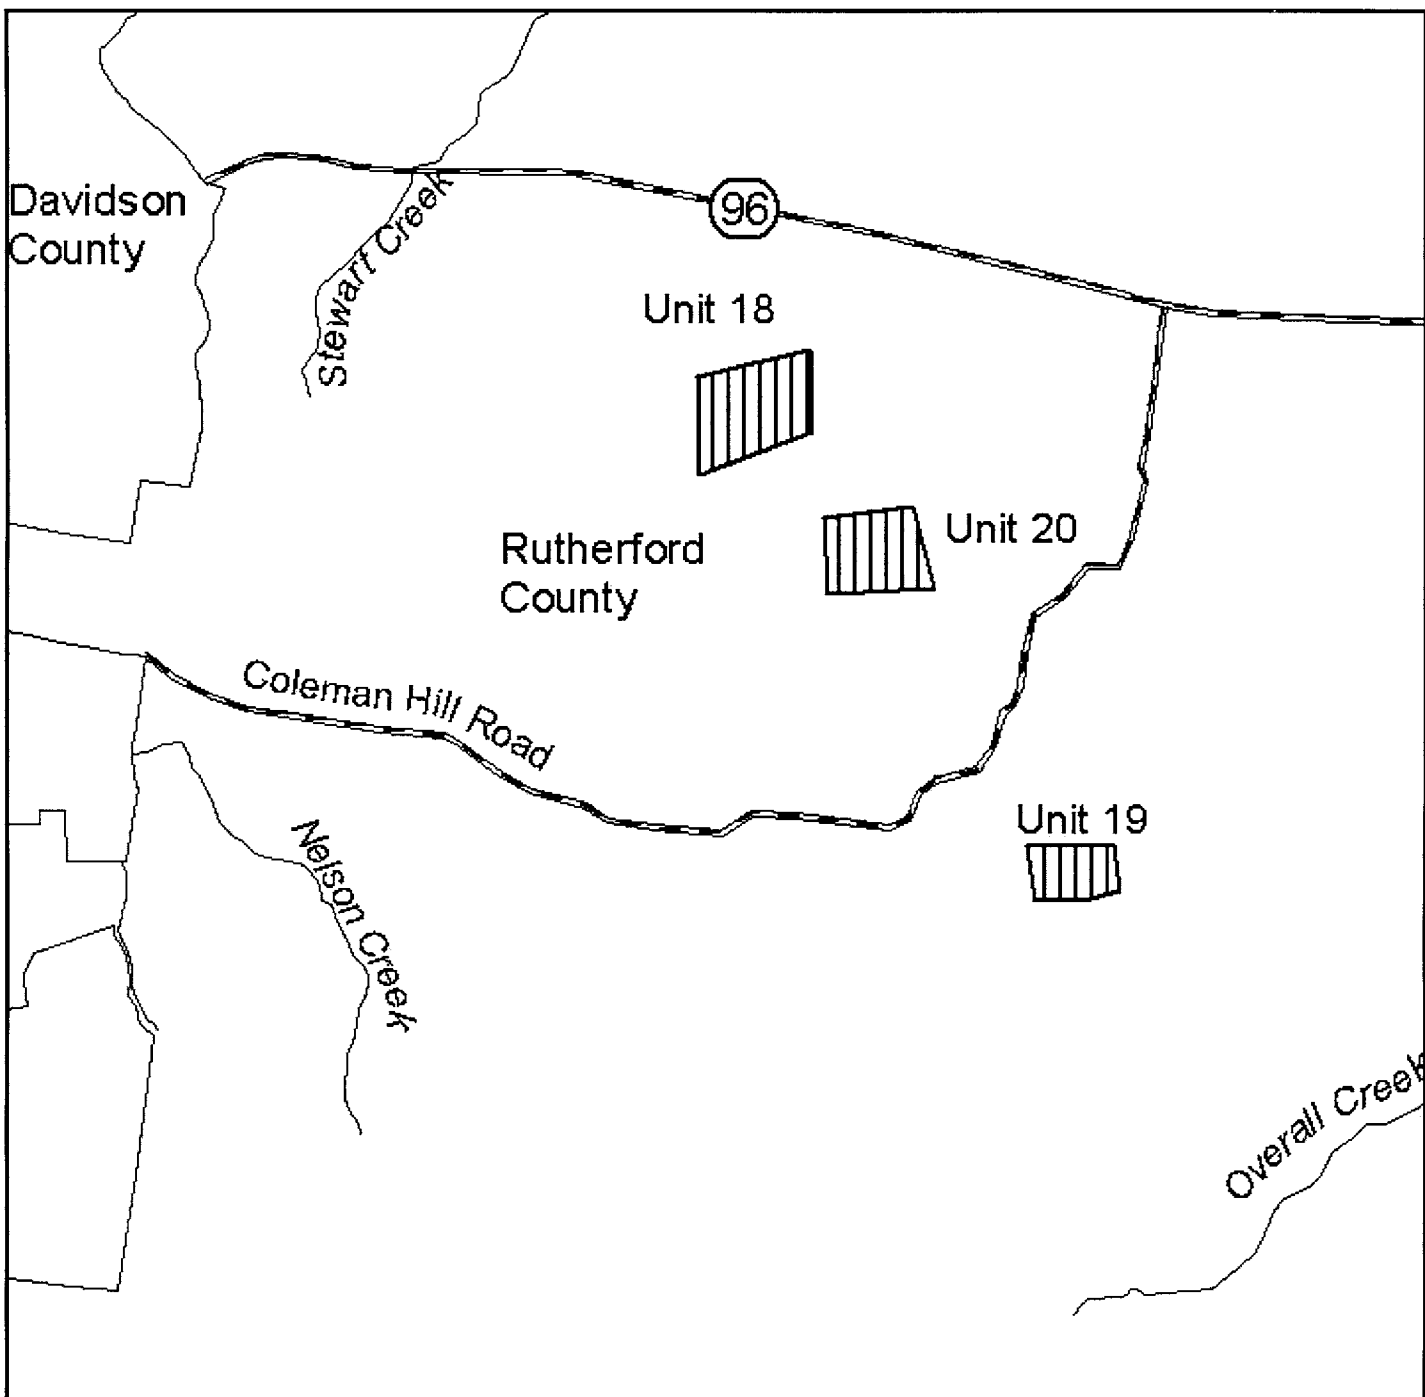 Davidson
County
Stewart Creek
96
Unit 18
Unit 20
Rutherford
County
Coleman Hill Road
Unit 19
Nelson Creek
Overall Creek